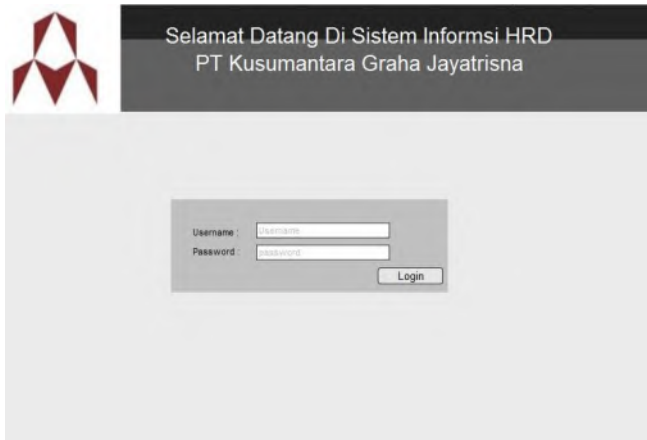 Selamat Datang Di Sistem Informsi HRD
PT Kusumantara Graha Jayatrisna
Username : Username
Password : password
Login